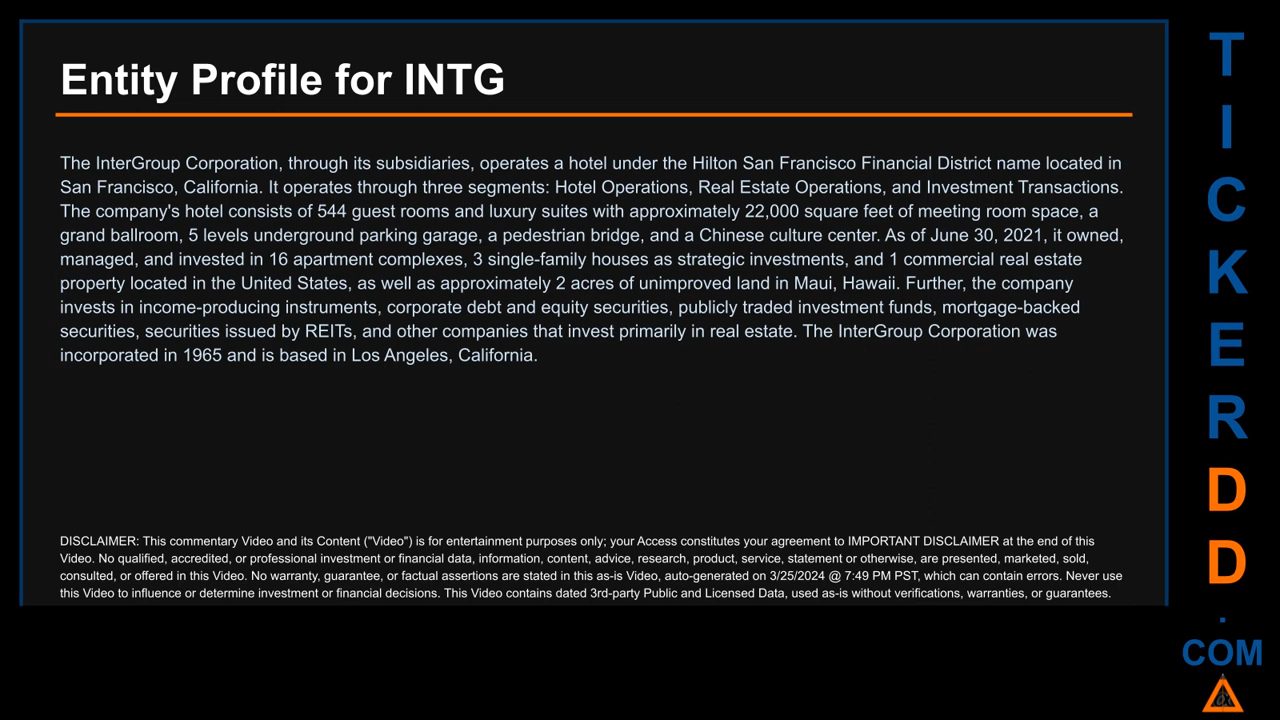 Entity Profile for INTG
The InterGroup Corporation, through its subsidiaries, operates a hotel under the Hilton San Francisco Financial District name located in
San Francisco, California. It operates through three segments: Hotel Operations, Real Estate Operations, and Investment Transactions.
The company's hotel consists of 544 guest rooms and luxury suites with approximately 22,000 square feet of meeting room space, a
grand ballroom, 5 levels underground parking garage, a pedestrian bridge, and a Chinese culture center. As of June 30, 2021, it owned,
managed, and invested in 16 apartment complexes, 3 single-family houses as strategic investments, and 1 commercial real estate
property located in the United States, as well as approximately 2 acres of unimproved land in Maui, Hawaii. Further, the company
invests in income-producing instruments, corporate debt and equity securities, publicly traded investment funds, mortgage-backed
securities, securities issued by REITs, and other companies that invest primarily in real estate. The InterGroup Corporation was
incorporated in 1965 and is based in Los Angeles, California.
DISCLAIMER: This commentary Video and its Content ("Video") is for entertainment purposes only; your Access constitutes your agreement to IMPORTANT DISCLAIMER at the end of this
Video. No qualified, accredited, or professional investment or financial data, information, content, advice, research, product, service, statement or otherwise, are presented, marketed, sold,
consulted, or offered in this Video. No warranty, guarantee, or factual assertions are stated in this as-is Video, auto-generated on 3/25/2024 @ 7:49 PM PST, which can contain errors. Never use
this Video to influence or determine investment or financial decisions. This Video contains dated 3rd-party Public and Licensed Data, used as-is without verifications, warranties, or guarantees.
T
I
C
K
E
R
D
D
.
COM